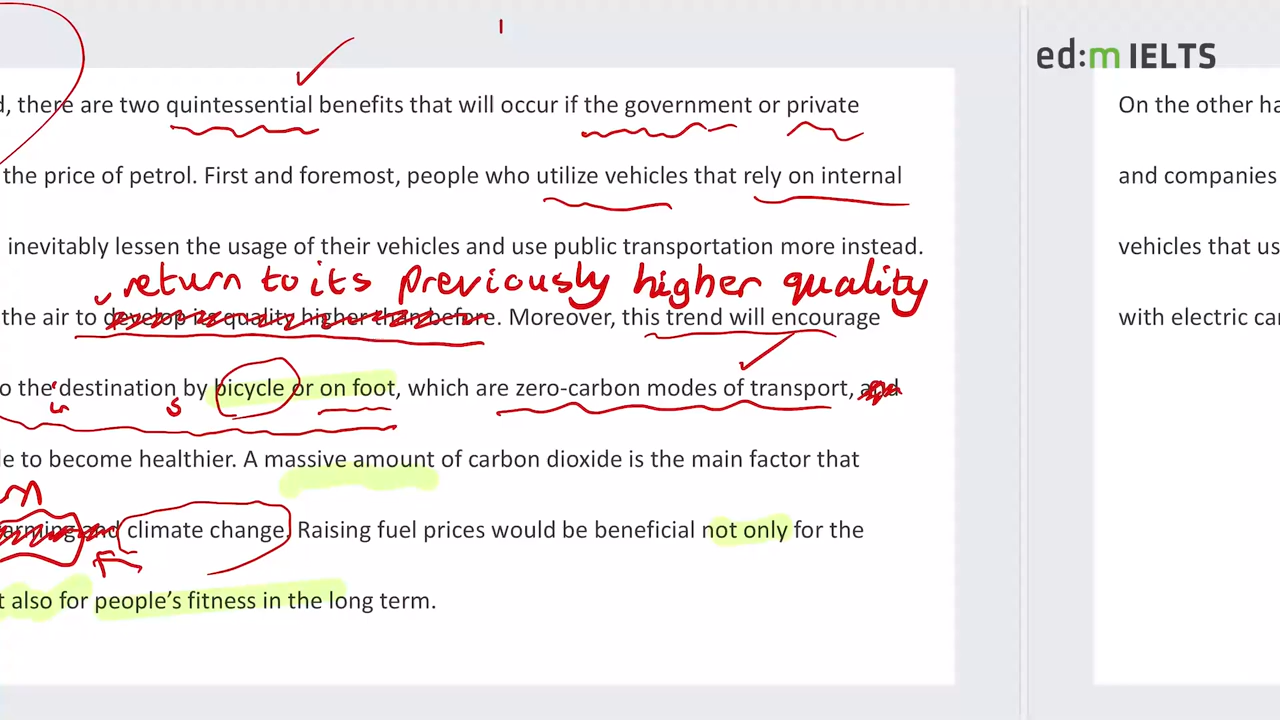 ed:m IELTS
d, there are two quintessential benefits that will occur if the government or private
the price of petrol. First and foremost, people who utilize vehicles that rely on internal
inevitably lessen the usage of their vehicles and use public transportation more instead.
return to its previously higher quality
the air to develop its quality higher than before. Moreover, this trend will encourage
o the destination by bicycle or on foot, which are zero-carbon modes of transport, and
s
le to become healthier. A massive amount of carbon dioxide is the main factor that
arming and climate change. Raising fuel prices would be beneficial not only for the
t also for people's fitness in the long term.
On the other ha
and companies
vehicles that us
with electric car